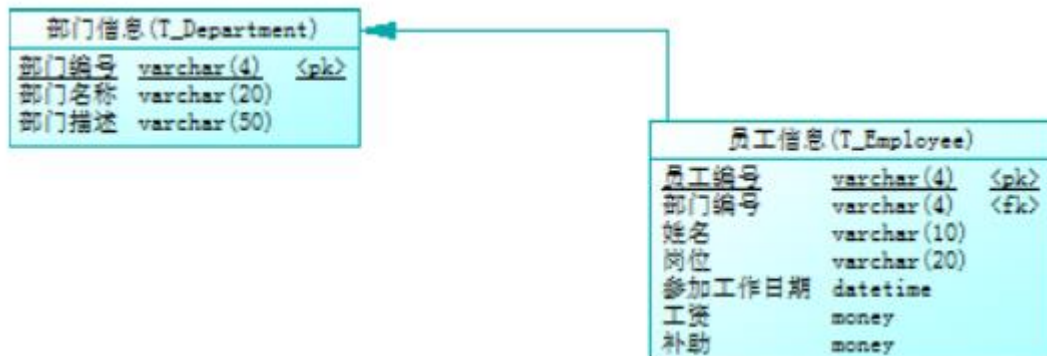 部门信息(T_Department)
部门编号 varchar(4) <pk>
部门名称 varchar(20)
部门描述 varchar(50)
员工信息(T_Employee)
员工编号 varchar(4) <pk>
部门编号 varchar(4) <fk>
姓名 varchar(10)
岗位 varchar(20)
参加工作日期 datetime
工资 money
补助 money